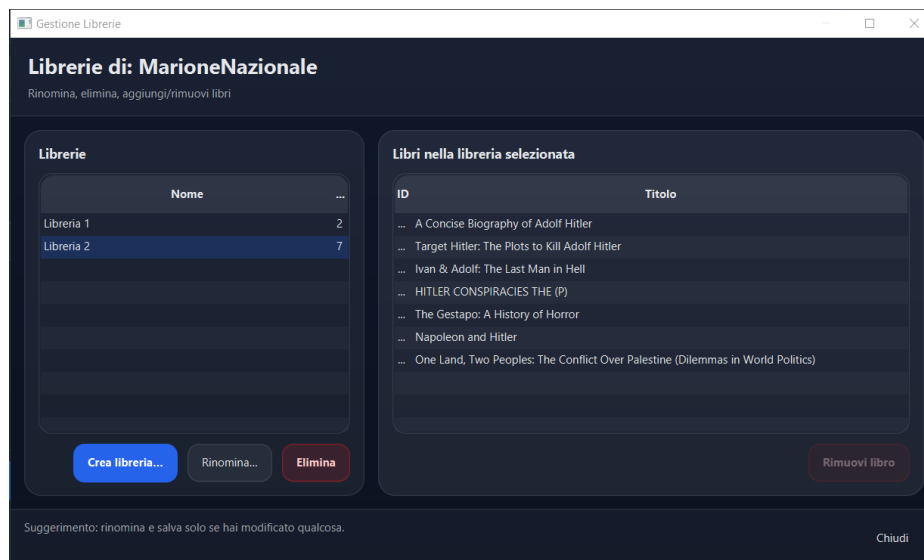 Gestione Librerie
Librerie di: MarioneNazionale
Rinomina, elimina, aggiungi/rimuovi libri
Librerie
Nome ...
Libreria 1 2
Libreria 2 7
Crea libreria... Rinomina... Elimina
Libri nella libreria selezionata
ID Titolo
... A Concise Biography of Adolf Hitler
... Target Hitler: The Plots to Kill Adolf Hitler
... Ivan & Adolf: The Last Man in Hell
... HITLER CONSPIRACIES THE (P)
... The Gestapo: A History of Horror
... Napoleon and Hitler
... One Land, Two Peoples: The Conflict Over Palestine (Dilemmas in World Politics)
Rimuovi libro
Suggerimento: rinomina e salva solo se hai modificato qualcosa.
Chiudi